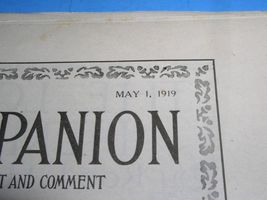 MAY 1, 1919
PANION
T AND COMMENT